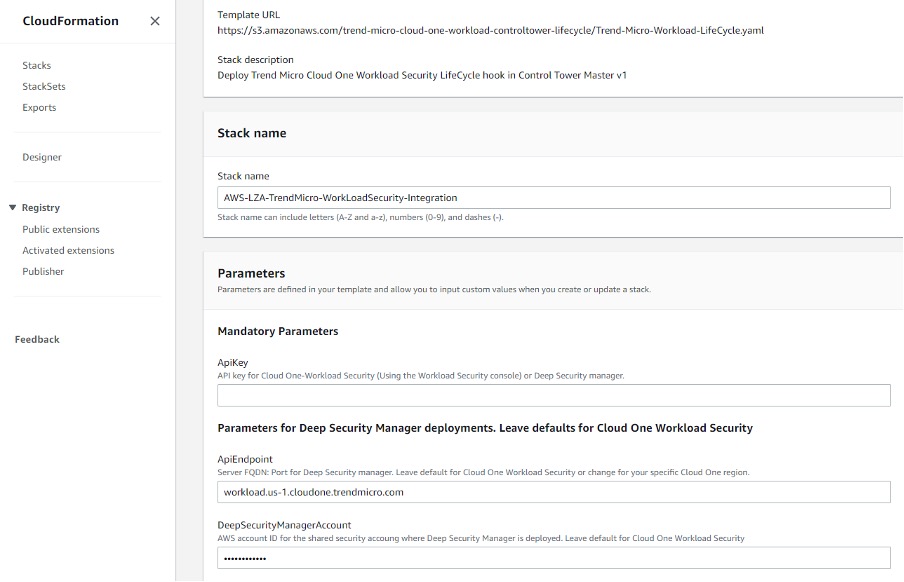 CloudFormation
Stacks
StackSets
Exports
Designer
Registry
Public extensions
Activated extensions
Publisher
Feedback
Template URL
https://s3.amazonaws.com/trend-micro-cloud-one-workload-controltower-lifecycle/Trend-Micro-Workload-LifeCycle.yaml
Stack description
Deploy Trend Micro Cloud One Workload Security LifeCycle hook in Control Tower Master v1
Stack name
Stack name
AWS-LZA-TrendMicro-WorkLoadSecurity-Integration
Stack name can include letters (A-Z and a-z), numbers (0-9), and dashes (-).
Parameters
Parameters are defined in your template and allow you to input custom values when you create or update a stack.
Mandatory Parameters
ApiKey
API key for Cloud One-Workload Security (Using the Workload Security console) or Deep Security manager.
Parameters for Deep Security Manager deployments. Leave defaults for Cloud One Workload Security
ApiEndpoint
Server FQDN: Port for Deep Security manager. Leave default for Cloud One Workload Security or change for your specific Cloud One region.
workload.us-1.cloudone.trendmicro.com
DeepSecurityManagerAccount
AWS account ID for the shared security accoung where Deep Security Manager is deployed. Leave default for Cloud One Workload Security
••••••••••••